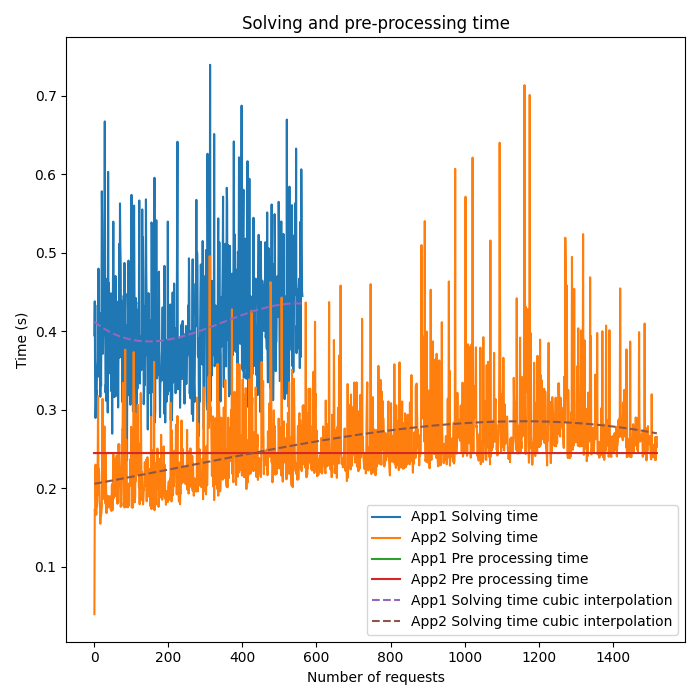 Solving and pre-processing time
0.7
0.6
0.5
0.4
0.3
0.2
0.1
Time (s)
0 200 400 600 800 1000 1200 1400
Number of requests
App1 Solving time
App2 Solving time
App1 Pre processing time
App2 Pre processing time
App1 Solving time cubic interpolation
App2 Solving time cubic interpolation